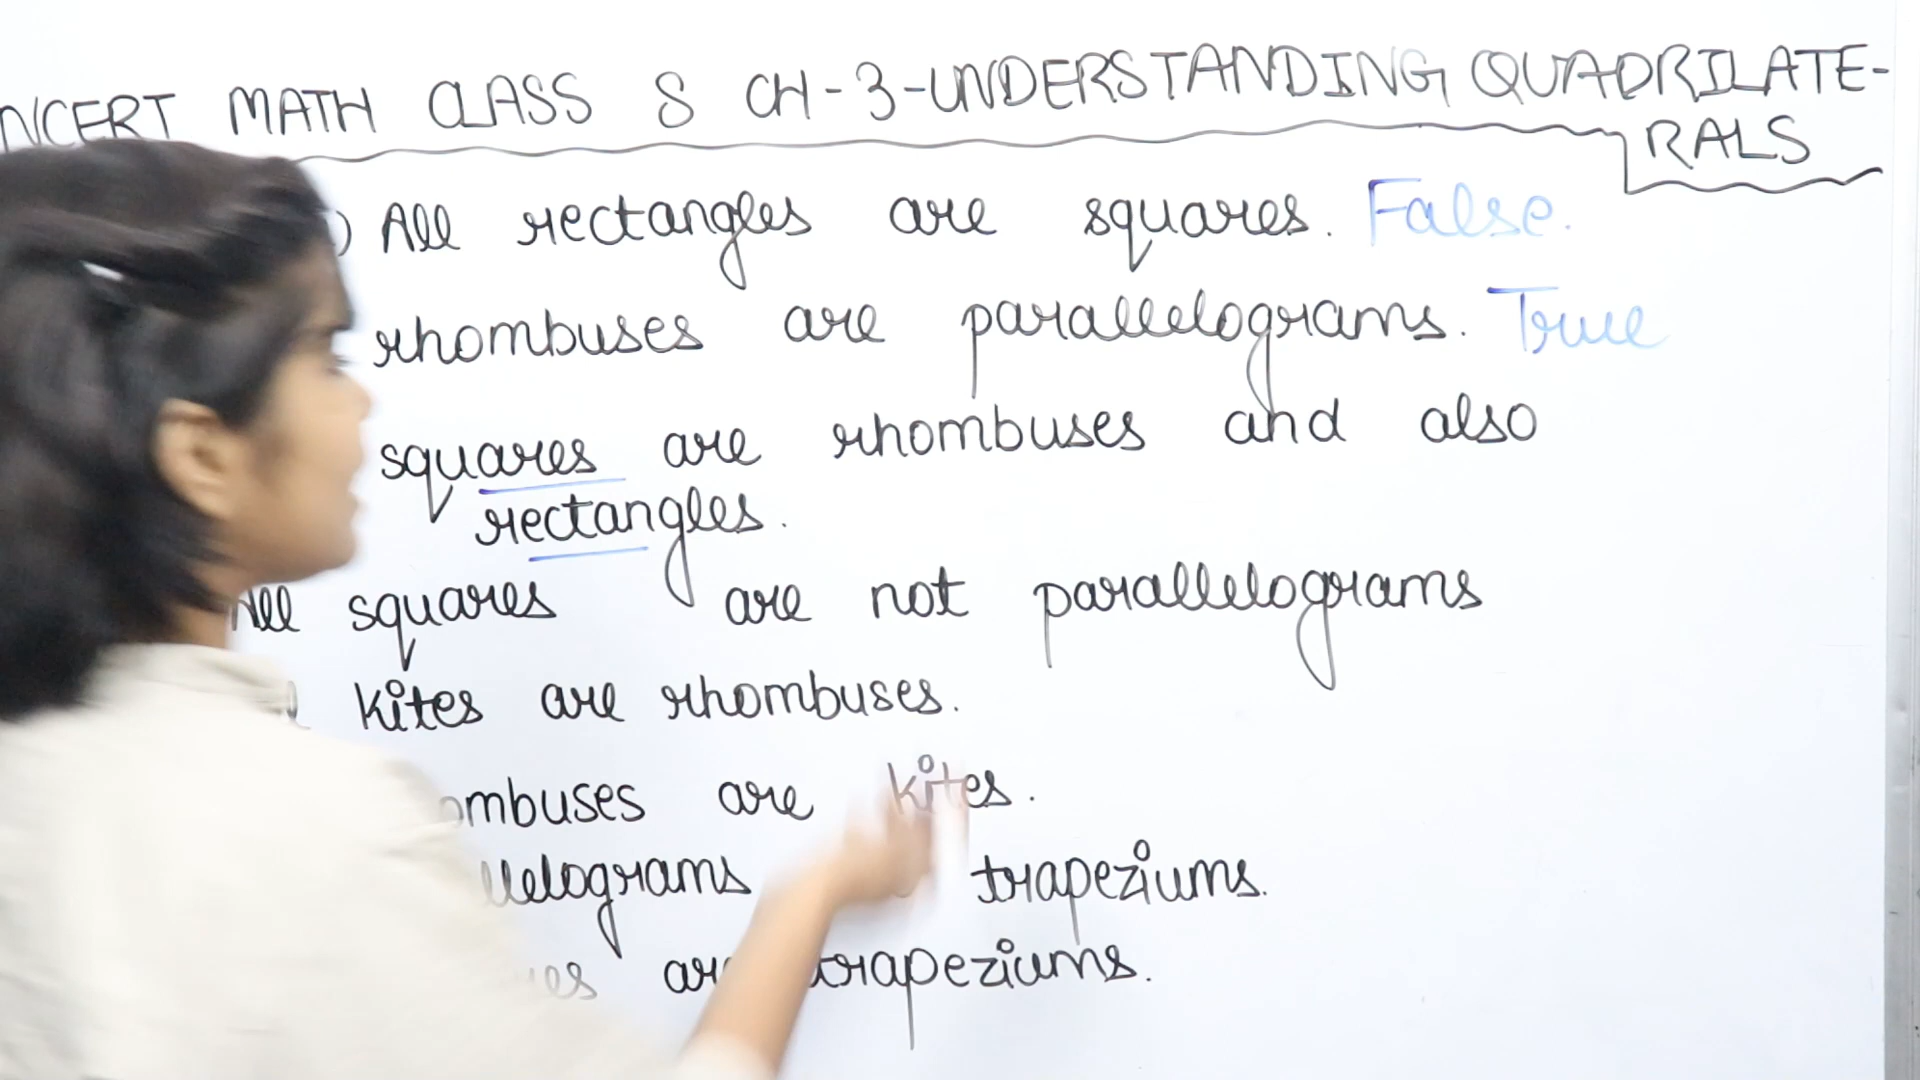 NCERT MATH CLASS 8 CH-3-UNDERSTANDING QUADRILATE-
RALS
) All rectangles are squares. False.
rhombuses are parallelograms. True
squares are rhombuses and also
rectangles.
All squares are not parallelograms
kites are rhombuses.
ombuses are kites.
llelograms trapeziums.
are trapeziums.